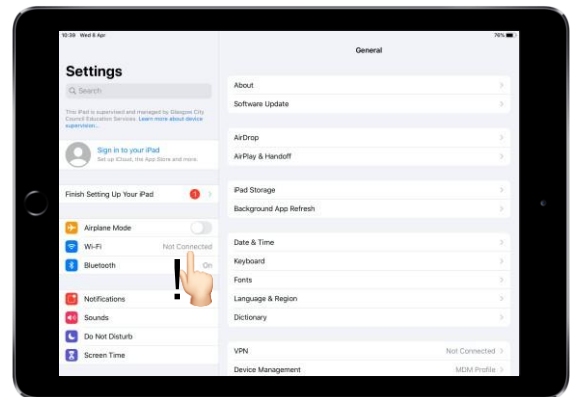 10:39 Wed 6 Apr
76%
Settings
General
Search
This iPad is supervised and managed by Glasgow City
Council Education Services. Learn more about device
supervision...
Sign in to your iPad
Set up iCloud, the App Store and more.
Finish Setting Up Your iPad 1
Airplane Mode
Wi-Fi Not Connected
Bluetooth On
Notifications
Sounds
Do Not Disturb
Screen Time
!
About
Software Update
AirDrop
AirPlay & Handoff
iPad Storage
Background App Refresh
Date & Time
Keyboard
Fonts
Language & Region
Dictionary
VPN Not Connected
Device Management MDM Profile